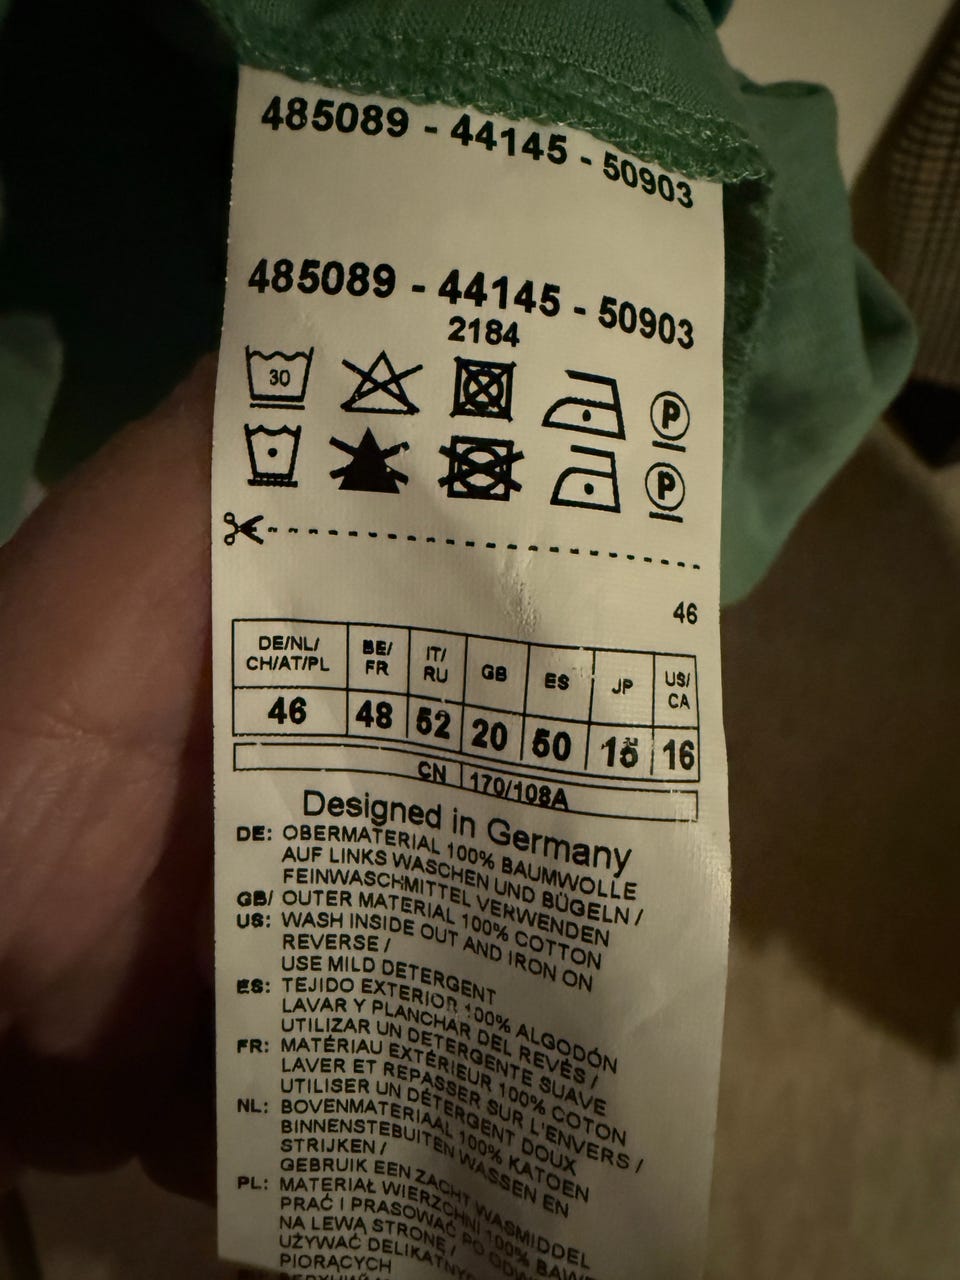 485089 - 44145 - 50903
485089 - 44145 - 50903
2184
30 P
P
46
DE/NL/CH/AT/PL BE/FR IT/RU GB ES JP US/CA
46 48 52 20 50 16
CN 170/108A
Designed in Germany
DE: OBERMATERIAL 100% BAUMWOLLE
AUF LINKS WASCHEN UND BÜGELN /
FEINWASCHMITTEL VERWENDEN
GB/ OUTER MATERIAL 100% COTTON
US: WASH INSIDE OUT AND IRON ON
REVERSE /
USE MILD DETERGENT
ES: TEJIDO EXTERIOR 100% ALGODÓN
LAVAR Y PLANCHAR DEL REVÉS /
UTILIZAR UN DETERGENTE SUAVE
FR: MATÉRIAU EXTÉRIEUR 100% COTON
LAVER ET REPASSER SUR L'ENVERS /
UTILISER UN DÉTERGENT DOUX
NL: BOVENMATERIAAL 100% KATOEN
BINNENSTEBUITEN WASSEN EN
STRIJKEN /
GEBRUIK EEN ZACHT WASMIDDEL
PL: MATERIAŁ WIERZCHNI 100%
PRAĆ I PRASOWAĆ PO
NA LEWĄ STRONĘ /
UŻYWAĆ
PIORĄCYCH